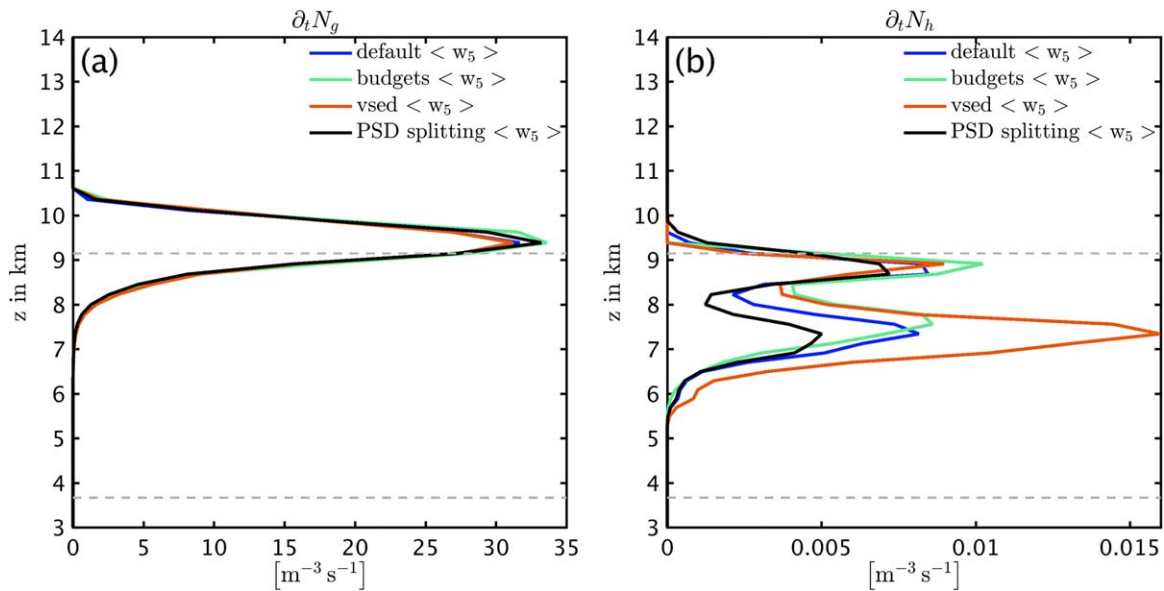 ∂ₜN_g
(a)
default < w₅ >
budgets < w₅ >
vsed < w₅ >
PSD splitting < w₅ >
z in km
14
13
12
11
10
9
8
7
6
5
4
3
0 5 10 15 20 25 30 35
[m⁻³ s⁻¹]
∂ₜN_h
(b)
default < w₅ >
budgets < w₅ >
vsed < w₅ >
PSD splitting < w₅ >
z in km
14
13
12
11
10
9
8
7
6
5
4
3
0 0.005 0.01 0.015
[m⁻³ s⁻¹]